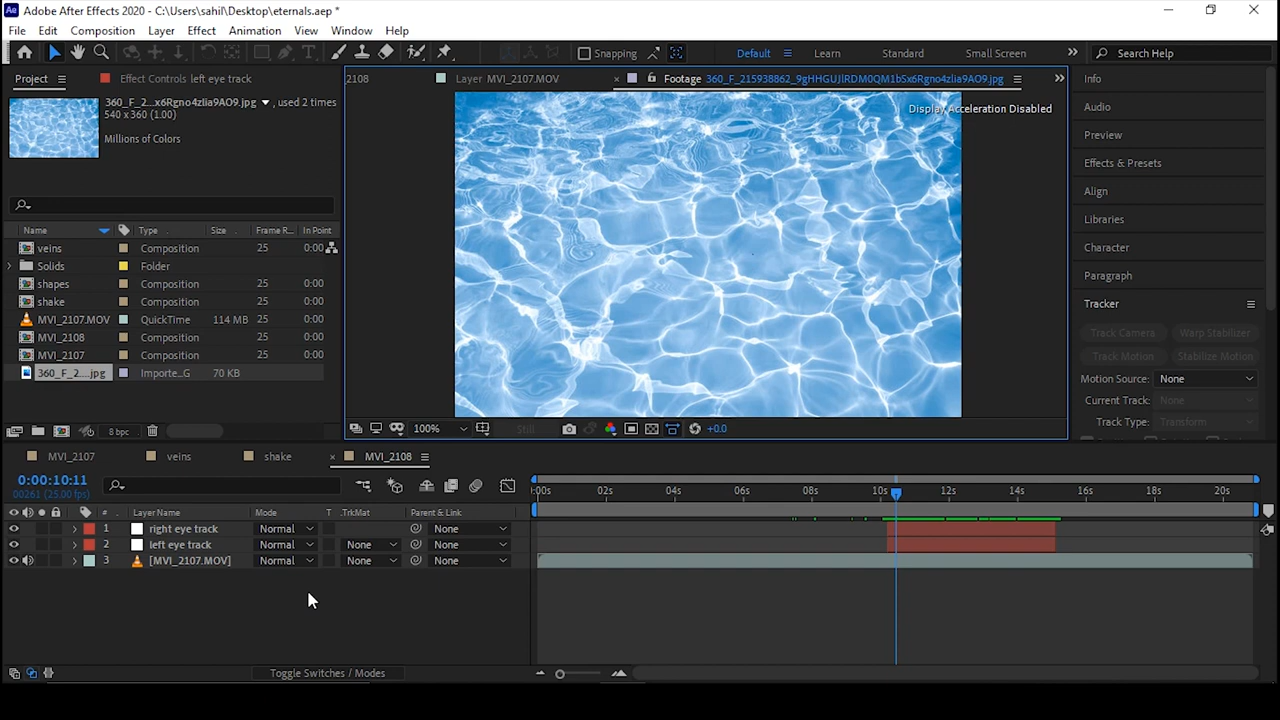 Ae Adobe After Effects 2020 - C:\Users\sahil\Desktop\eternals.aep *
File Edit Composition Layer Effect Animation View Window Help
Snapping Default Learn Standard Small Screen Search Help
Project Effect Controls left eye track
2108 Layer MVI_2107.MOV Footage 360_F_215938862_9gHHGUJlRDM0QM1bSx6Rgno4zlia9AO9.jpg
Info
360_F_2...x6Rgno4zlia9AO9.jpg , used 2 times
540 x 360 (1.00)
Millions of Colors
Display Acceleration Disabled
Audio
Preview
Effects & Presets
Align
Libraries
Character
Paragraph
Tracker
Name Type Size Frame R... In Point
veins Composition 25 0:00
Solids Folder
shapes Composition 25 0:00
shake Composition 25 0:00
MVI_2107.MOV QuickTime 114 MB 25 0:00
MVI_2108 Composition 25 0:00
MVI_2107 Composition 25 0:00
360_F_2....jpg Importe...G 70 KB
Track Camera Warp Stabilizer
Track Motion Stabilize Motion
Motion Source: None
Current Track: None
Track Type: Transform
8 bpc
100% Still +0.0
MVI_2107 veins shake MVI_2108
0:00:10:11
00261 (25.00 fps)
:00s 02s 04s 06s 08s 10s 12s 14s 16s 18s 20s
# Layer Name Mode T .TrkMat Parent & Link
1 right eye track Normal None
2 left eye track Normal None None
3 [MVI_2107.MOV] Normal None None
Toggle Switches / Modes